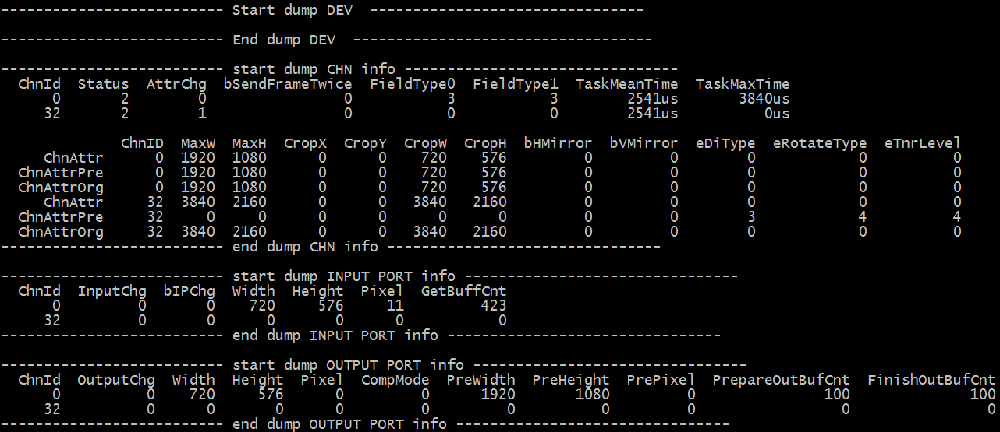 -------------------------- Start dump DEV  --------------------------------
-------------------------- End dump DEV  -----------------------------------
-------------------------- start dump CHN info --------------------------------
ChnId  Status  AttrChg  bSendFrameTwice  FieldType0  FieldType1  TaskMeanTime  TaskMaxTime
0 2 0 0 3 3 2541us 3840us
32 2 1 0 0 0 2541us 0us
ChnID MaxW MaxH CropX CropY CropW CropH bHMirror bVMirror eDiType eRotateType eTnrLevel
ChnAttr 0 1920 1080 0 0 720 576 0 0 0 0 0
ChnAttrPre 0 1920 1080 0 0 720 576 0 0 0 0 0
ChnAttrOrg 0 1920 1080 0 0 720 576 0 0 0 0 0
ChnAttr 32 3840 2160 0 0 3840 2160 0 0 0 0 0
ChnAttrPre 32 0 0 0 0 0 0 0 0 3 4 4
ChnAttrOrg 32 3840 2160 0 0 3840 2160 0 0 0 0 0
-------------------------- end dump CHN info --------------------------------
-------------------------- start dump INPUT PORT info --------------------------------
ChnId InputChg bIPChg Width Height Pixel GetBuffCnt
0 0 0 720 576 11 423
32 0 0 0 0 0 0
-------------------------- end dump INPUT PORT info --------------------------------
-------------------------- start dump OUTPUT PORT info --------------------------------
ChnId OutputChg Width Height Pixel CompMode PreWidth PreHeight PrePixel PrepareOutBufCnt FinishOutBufCnt
0 0 720 576 0 0 1920 1080 0 100 100
32 0 0 0 0 0 0 0 0 0 0
-------------------------- end dump OUTPUT PORT info --------------------------------